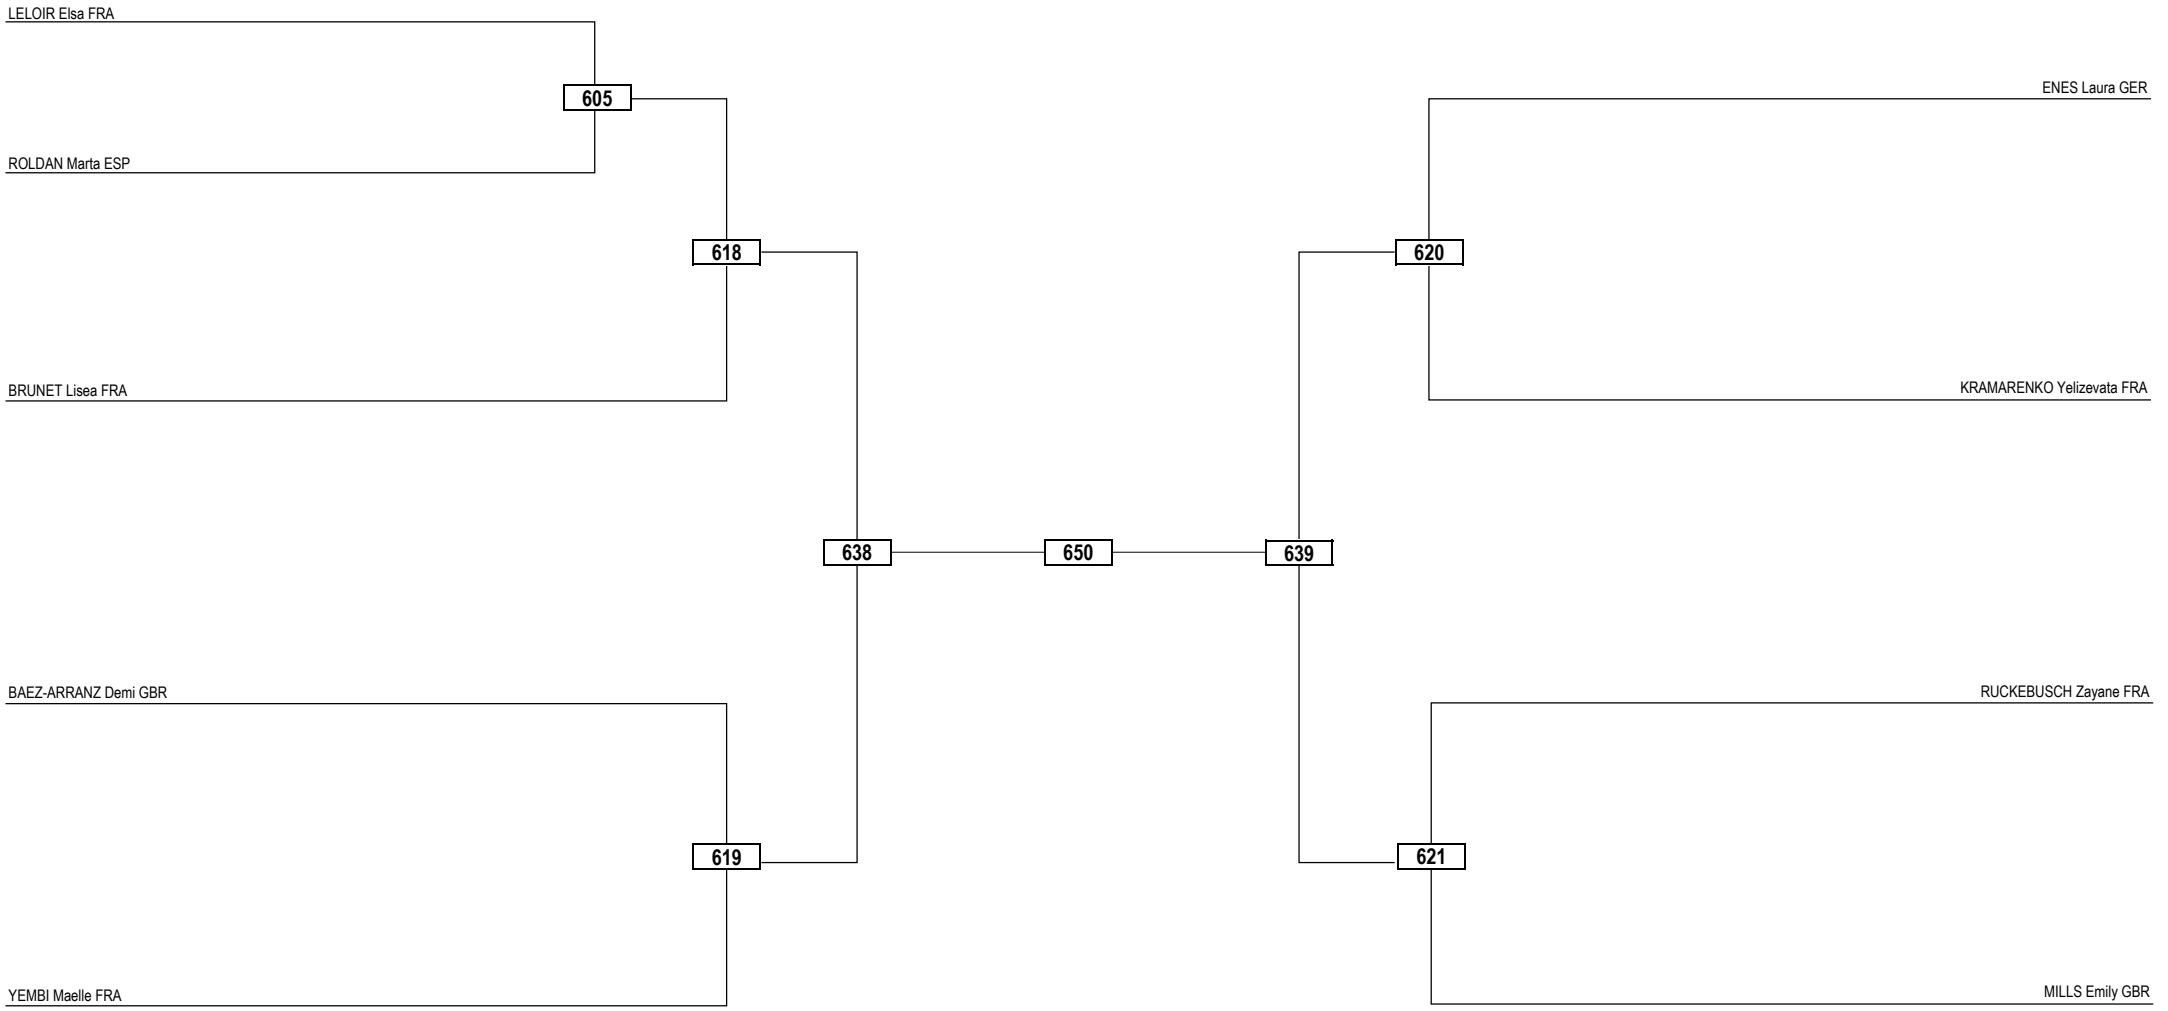 LELOIR Elsa FRA
605
ROLDAN Marta ESP
618
BRUNET Lisea FRA
638
BAEZ-ARRANZ Demi GBR
619
YEMBI Maelle FRA
650
ENES Laura GER
620
KRAMARENKO Yelizevata FRA
639
RUCKEBUSCH Zayane FRA
621
MILLS Emily GBR